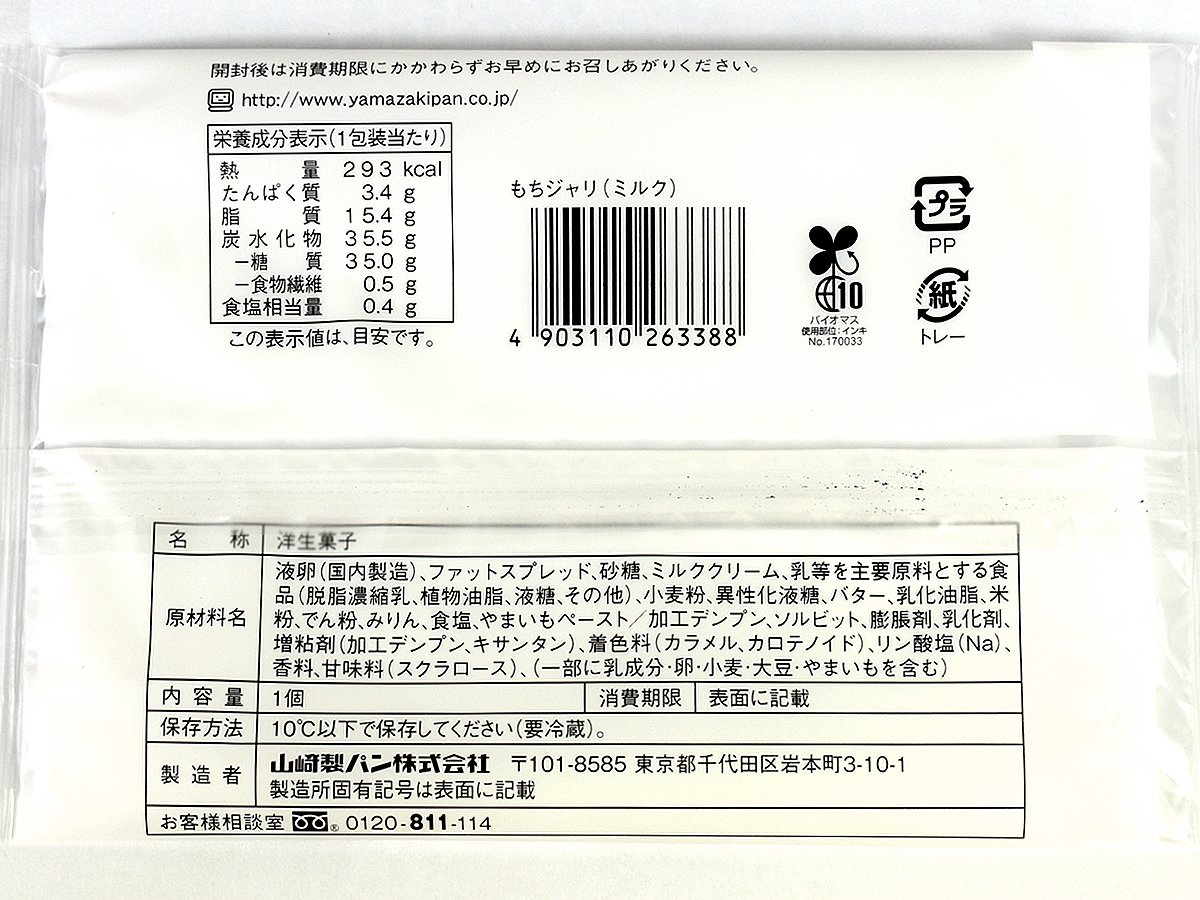 開封後は消費期限にかかわらずお早めにお召しあがりください。
http://www.yamazakipan.co.jp/
栄養成分表示(1包装当たり)
熱量 293 kcal
たんぱく質 3.4 g
脂質 15.4 g
炭水化物 35.5 g
－糖質 35.0 g
－食物繊維 0.5 g
食塩相当量 0.4 g
この表示値は、目安です。
もちジャリ(ミルク)
4 903110 263388
10
バイオマス
使用部位:インキ
No.170033
プラ
PP
紙
トレー
名称 洋生菓子
原材料名
液卵(国内製造)、ファットスプレッド、砂糖、ミルククリーム、乳等を主要原料とする食
品(脱脂濃縮乳、植物油脂、液糖、その他)、小麦粉、異性化液糖、バター、乳化油脂、米
粉、でん粉、みりん、食塩、やまいもペースト／加工デンプン、ソルビット、膨脹剤、乳化剤、
増粘剤(加工デンプン、キサンタン)、着色料(カラメル、カロテノイド)、リン酸塩(Na)、
香料、甘味料(スクラロース)、(一部に乳成分・卵・小麦・大豆・やまいもを含む)
内容量 1個 消費期限 表面に記載
保存方法 10℃以下で保存してください(要冷蔵)。
製造者 山崎製パン株式会社 〒101-8585 東京都千代田区岩本町3-10-1
製造所固有記号は表面に記載
お客様相談室 ® 0120-811-114